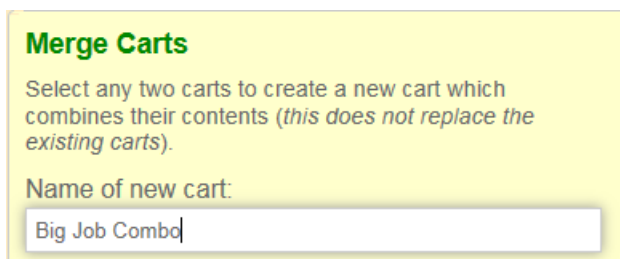 Merge Carts
Select any two carts to create a new cart which
combines their contents (this does not replace the
existing carts).
Name of new cart:
Big Job Combo